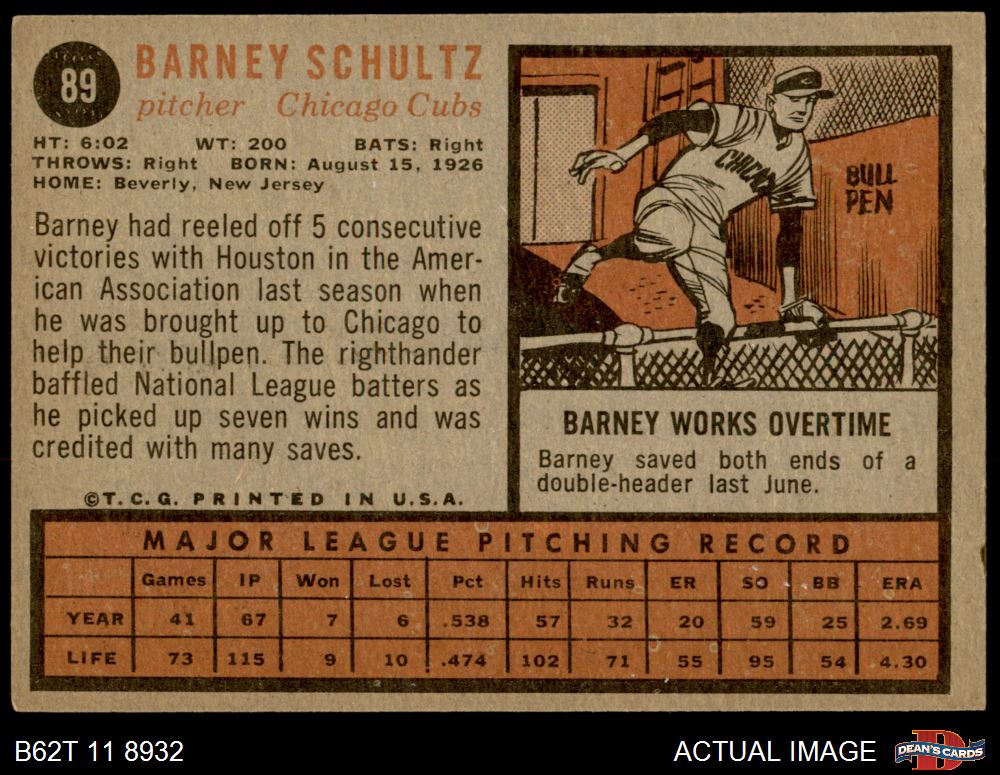 89
BARNEY SCHULTZ
pitcher Chicago Cubs
HT: 6:02 WT: 200 BATS: Right
THROWS: Right BORN: August 15, 1926
HOME: Beverly, New Jersey
Barney had reeled off 5 consecutive
victories with Houston in the Amer-
ican Association last season when
he was brought up to Chicago to
help their bullpen. The righthander
baffled National League batters as
he picked up seven wins and was
credited with many saves.
©T.C.G. PRINTED IN U.S.A.
CHICAGO
BULL
PEN
BARNEY WORKS OVERTIME
Barney saved both ends of a
double-header last June.
MAJOR LEAGUE PITCHING RECORD
Games IP Won Lost Pct Hits Runs ER SO BB ERA
YEAR 41 67 7 6 .538 57 32 20 59 25 2.69
LIFE 73 115 9 10 .474 102 71 55 95 54 4.30
B62T 11 8932
ACTUAL IMAGE
D
DEAN'S CARDS